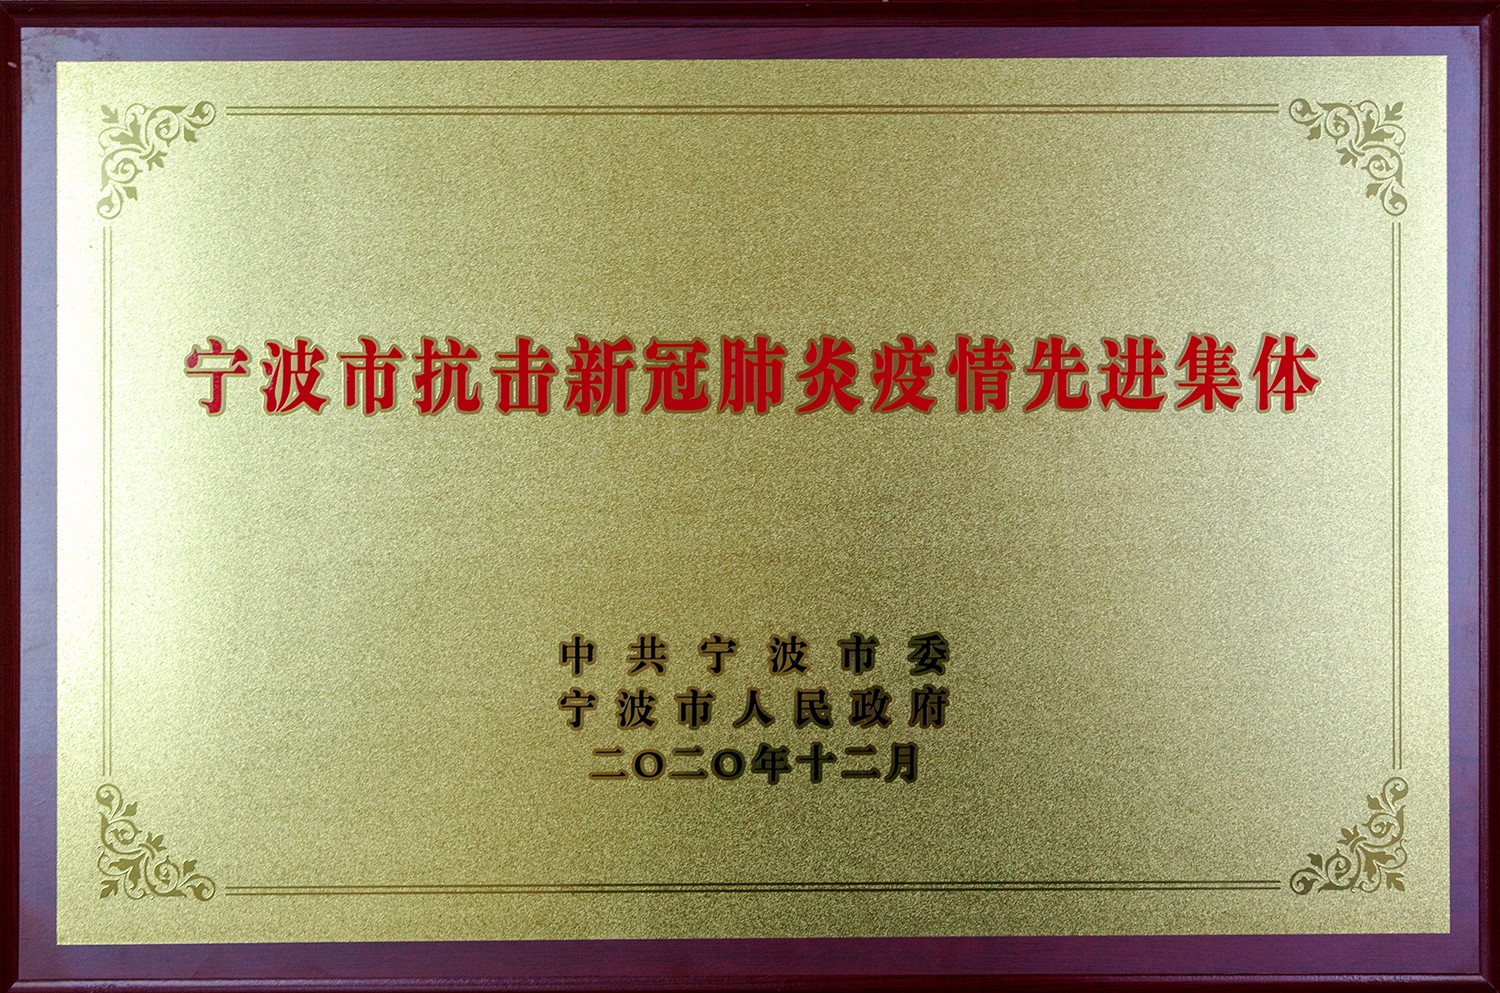 宁波市抗击新冠肺炎疫情先进集体
中共宁波市委
宁波市人民政府
二〇二〇年十二月